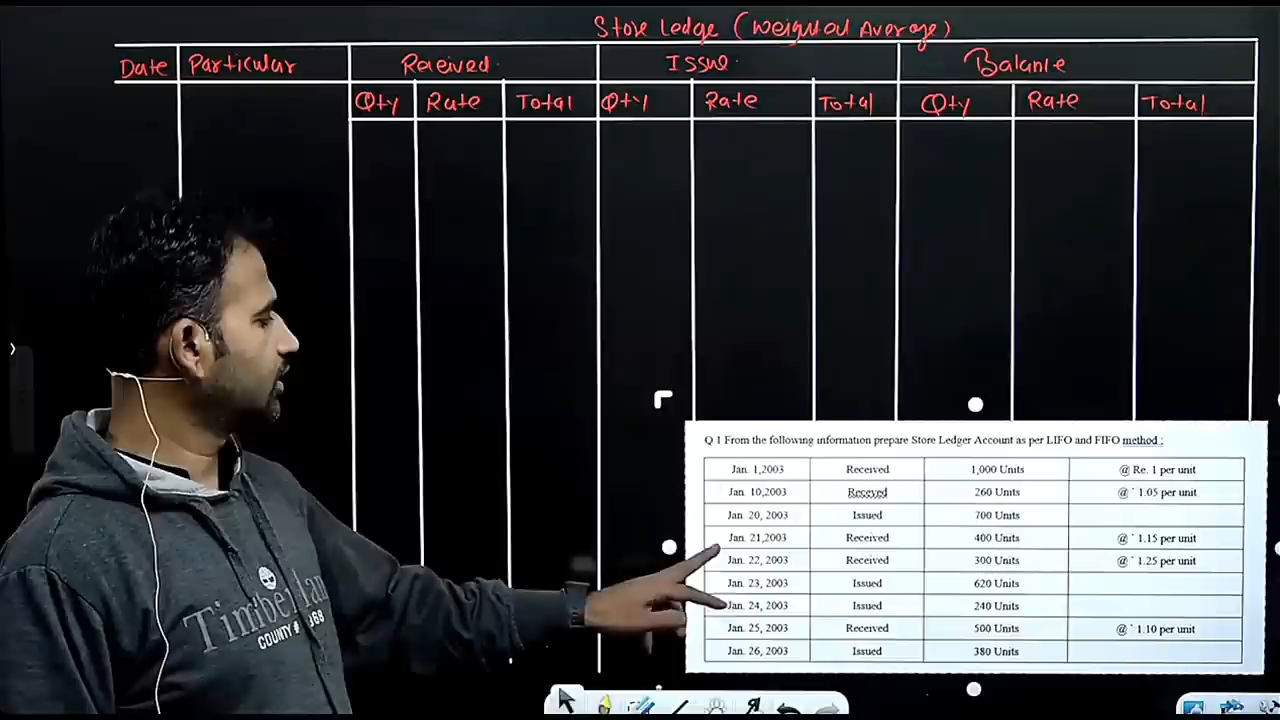 Store Ledge (Weighted Average)
Date Particular Received Issue Balance
Qty Rate Total Qty Rate Total Qty Rate Total
Q 1 From the following information prepare Store Ledger Account as per LIFO and FIFO method :
Jan. 1,2003 Received 1,000 Units @ Re. 1 per unit
Jan. 10,2003 Receved 260 Units @ ` 1.05 per unit
Jan 20, 2003 Issued 700 Units
Jan. 21,2003 Received 400 Units @ ` 1.15 per unit
Jan. 22, 2003 Received 300 Units @ ` 1.25 per unit
Jan. 23, 2003 Issued 620 Units
Jan. 24, 2003 Issued 240 Units
Jan. 25, 2003 Received 500 Units @ ` 1.10 per unit
Jan. 26, 2003 Issued 380 Units
Timberlan
COUNTY #